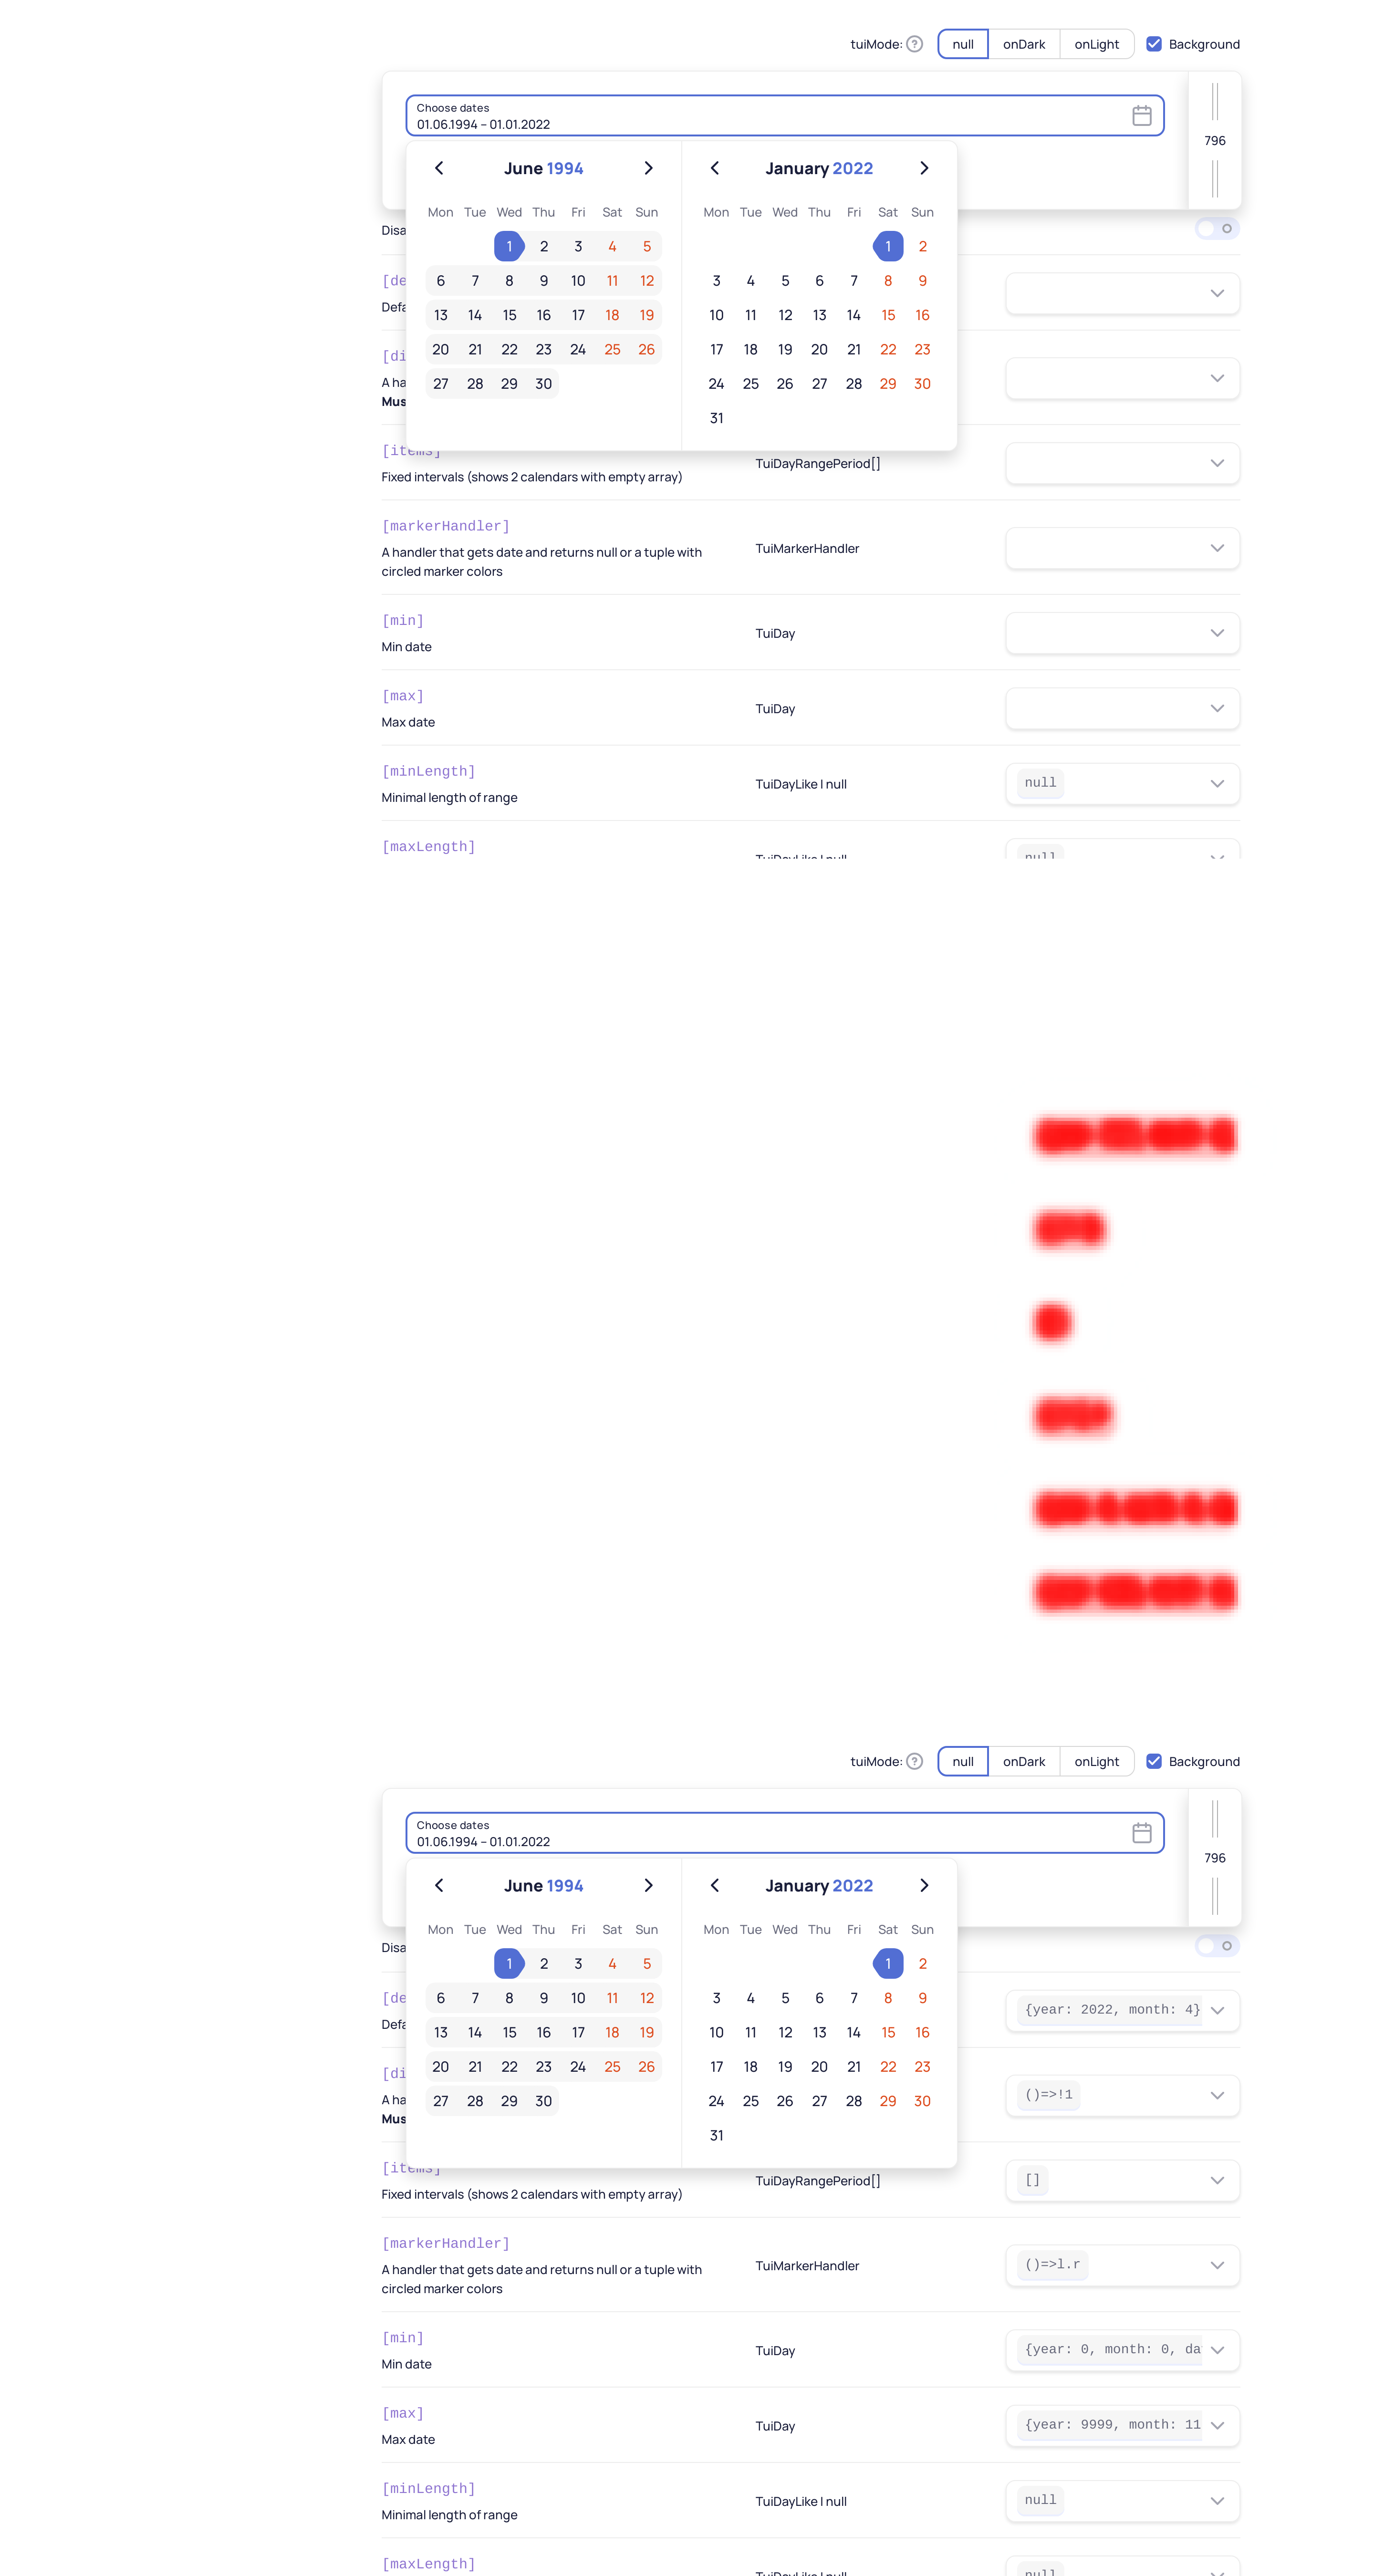 tuiMode: ? null onDark onLight Background
Choose dates
01.06.1994 – 01.01.2022
796
June 1994 January 2022
Mon Tue Wed Thu Fri Sat Sun Mon Tue Wed Thu Fri Sat Sun
1 2 3 4 5 1 2
6 7 8 9 10 11 12 3 4 5 6 7 8 9
13 14 15 16 17 18 19 10 11 12 13 14 15 16
20 21 22 23 24 25 26 17 18 19 20 21 22 23
27 28 29 30 24 25 26 27 28 29 30
31
Disa
[de
Defa
[di
A ha
Mus
[items]
Fixed intervals (shows 2 calendars with empty array) TuiDayRangePeriod[]
[markerHandler]
A handler that gets date and returns null or a tuple with
circled marker colors
TuiMarkerHandler
[min]
Min date
TuiDay
[max]
Max date
TuiDay
[minLength]
Minimal length of range
TuiDayLike | null
null
[maxLength]
TuiDayLike | null
null
tuiMode: ? null onDark onLight Background
Choose dates
01.06.1994 – 01.01.2022
796
June 1994 January 2022
Mon Tue Wed Thu Fri Sat Sun Mon Tue Wed Thu Fri Sat Sun
1 2 3 4 5 1 2
6 7 8 9 10 11 12 3 4 5 6 7 8 9
13 14 15 16 17 18 19 10 11 12 13 14 15 16
20 21 22 23 24 25 26 17 18 19 20 21 22 23
27 28 29 30 24 25 26 27 28 29 30
31
Disa
[de
Defa
{year: 2022, month: 4}
[di
A ha
Mus
()=>!1
[items]
Fixed intervals (shows 2 calendars with empty array) TuiDayRangePeriod[]
[]
[markerHandler]
A handler that gets date and returns null or a tuple with
circled marker colors
TuiMarkerHandler
()=>l.r
[min]
Min date
TuiDay
{year: 0, month: 0, da
[max]
Max date
TuiDay
{year: 9999, month: 11
[minLength]
Minimal length of range
TuiDayLike | null
null
[maxLength]
TuiDayLike | null
null